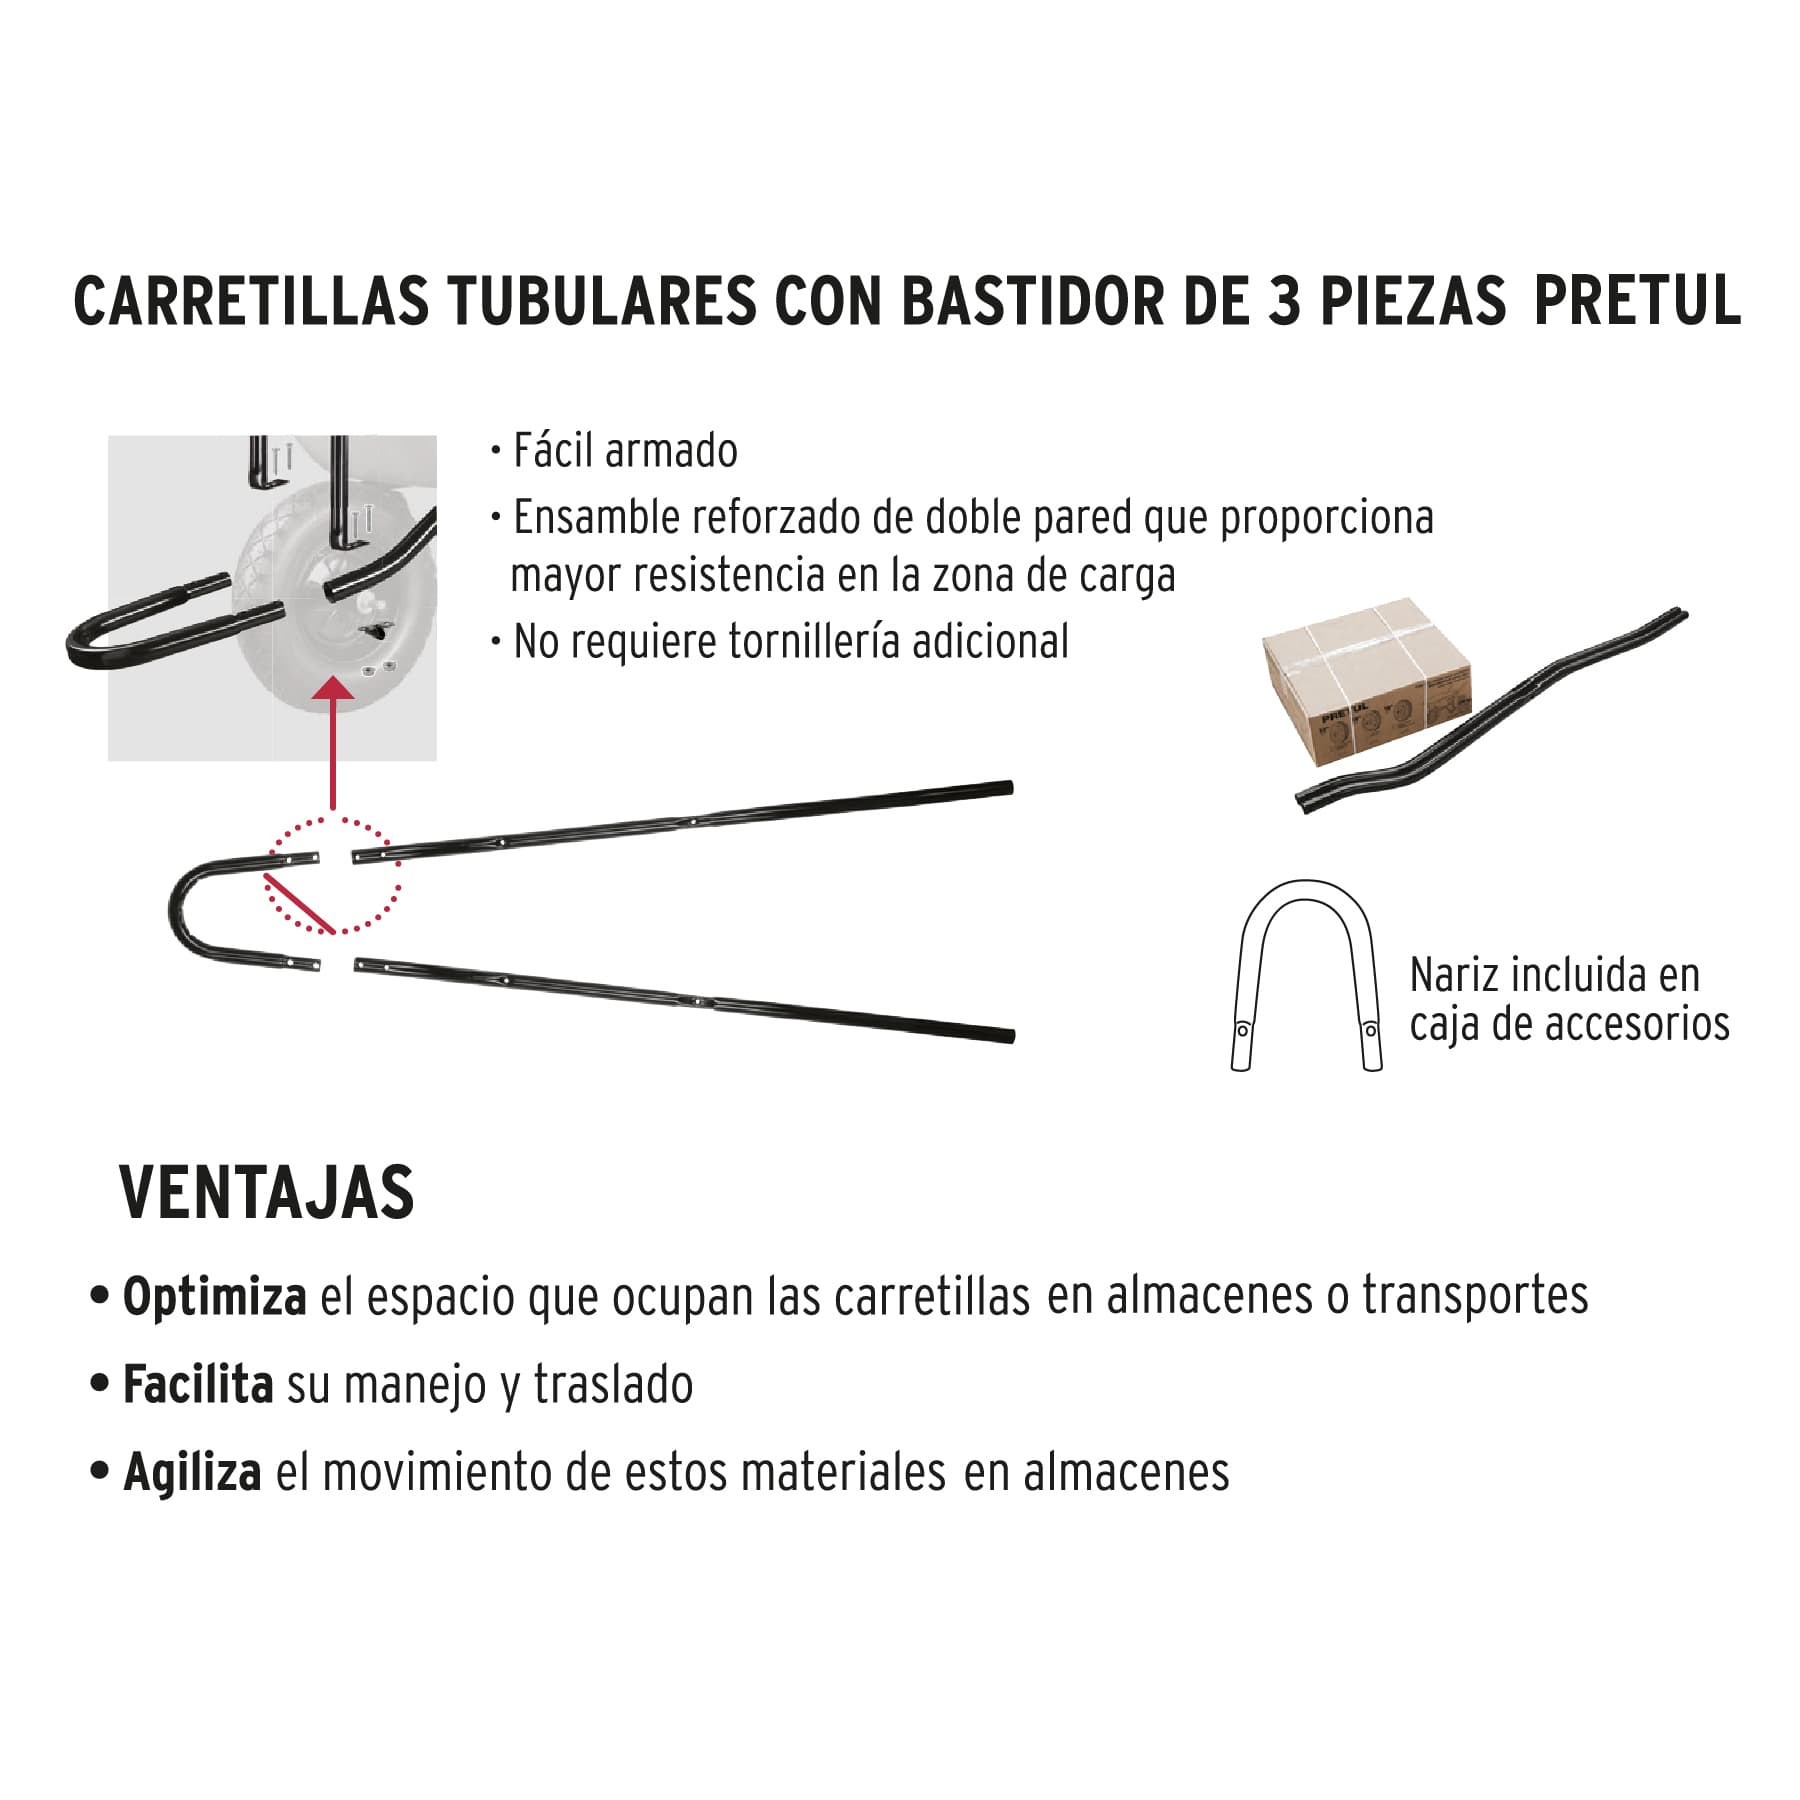 CARRETILLAS TUBULARES CON BASTIDOR DE 3 PIEZAS PRETUL
• Fácil armado
• Ensamble reforzado de doble pared que proporciona
mayor resistencia en la zona de carga
• No requiere tornillería adicional
PRETUL
Nariz incluida en
caja de accesorios
VENTAJAS
• Optimiza el espacio que ocupan las carretillas en almacenes o transportes
• Facilita su manejo y traslado
• Agiliza el movimiento de estos materiales en almacenes